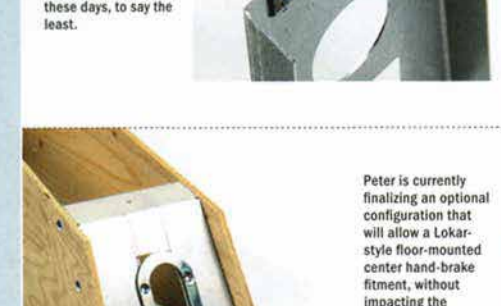 these days, to say the
least.
Peter is currently
finalizing an optional
configuration that
will allow a Lokar-
style floor-mounted
center hand-brake
fitment, without
impacting the